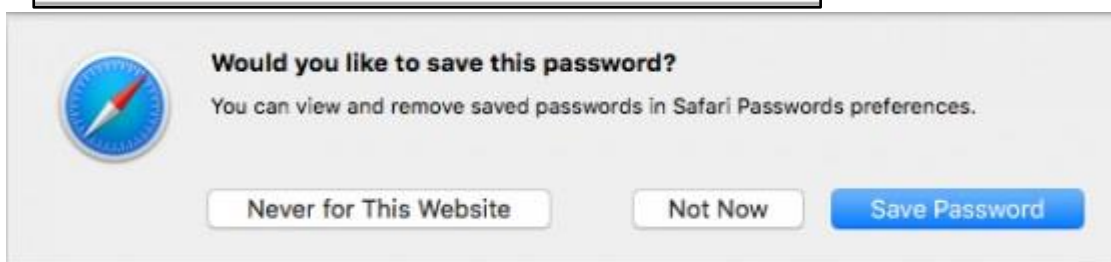 Would you like to save this password?
You can view and remove saved passwords in Safari Passwords preferences.
Never for This Website Not Now Save Password